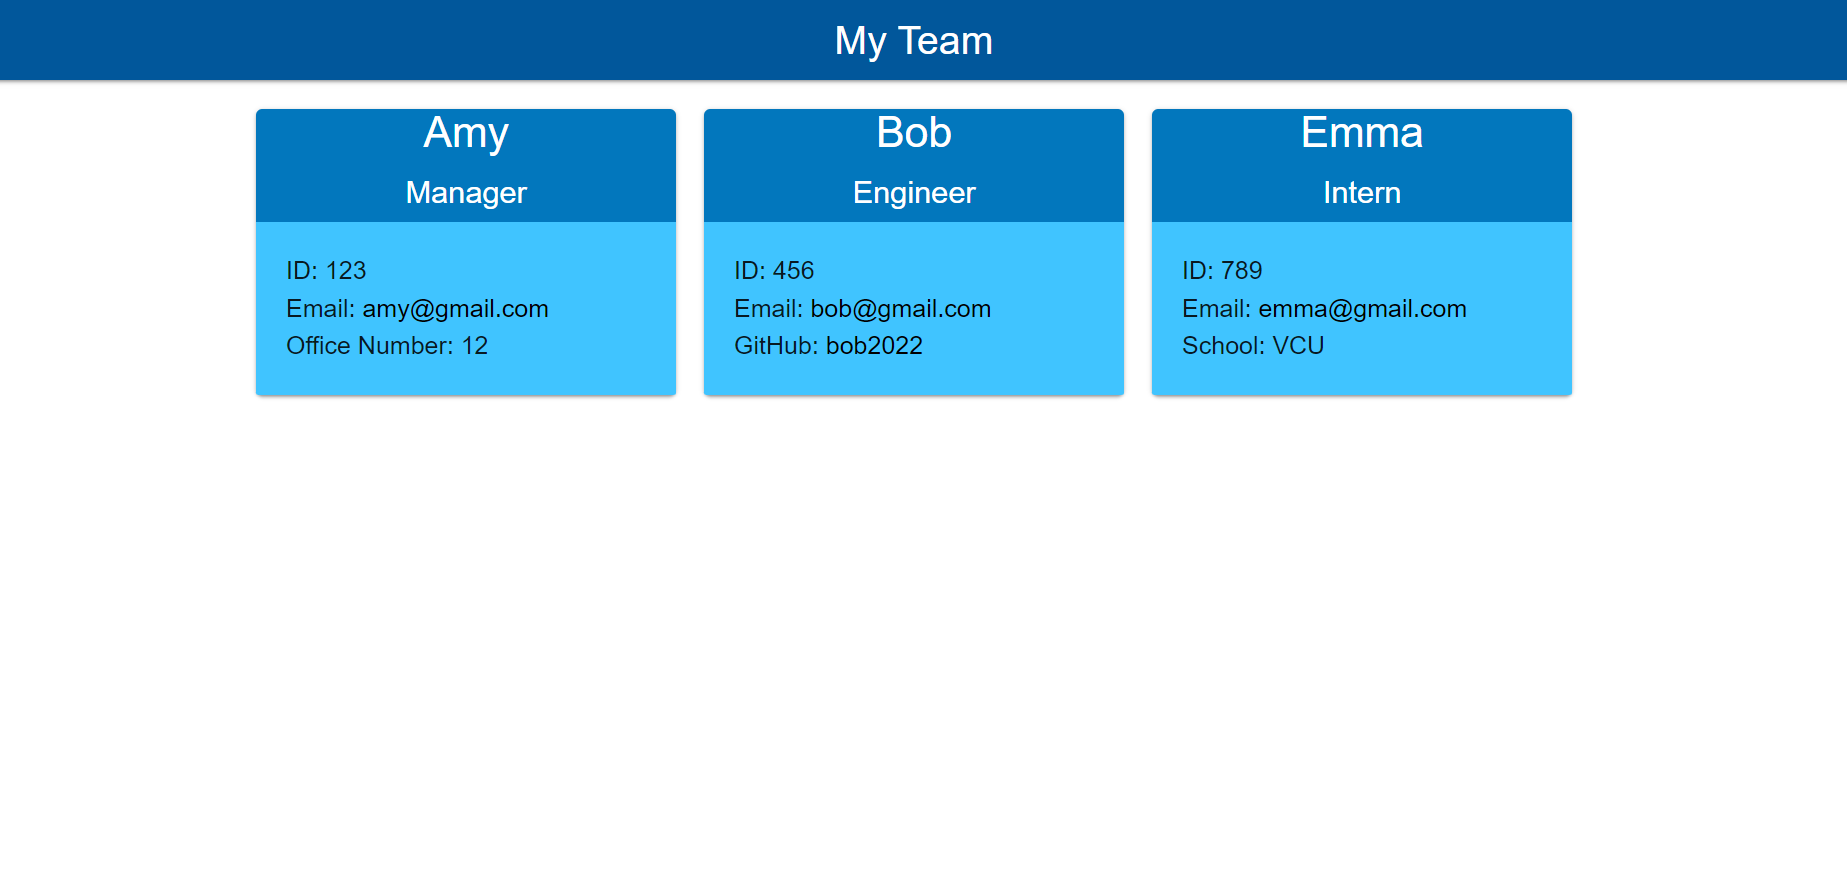 My Team
Amy
Manager
ID: 123
Email: amy@gmail.com
Office Number: 12
Bob
Engineer
ID: 456
Email: bob@gmail.com
GitHub: bob2022
Emma
Intern
ID: 789
Email: emma@gmail.com
School: VCU